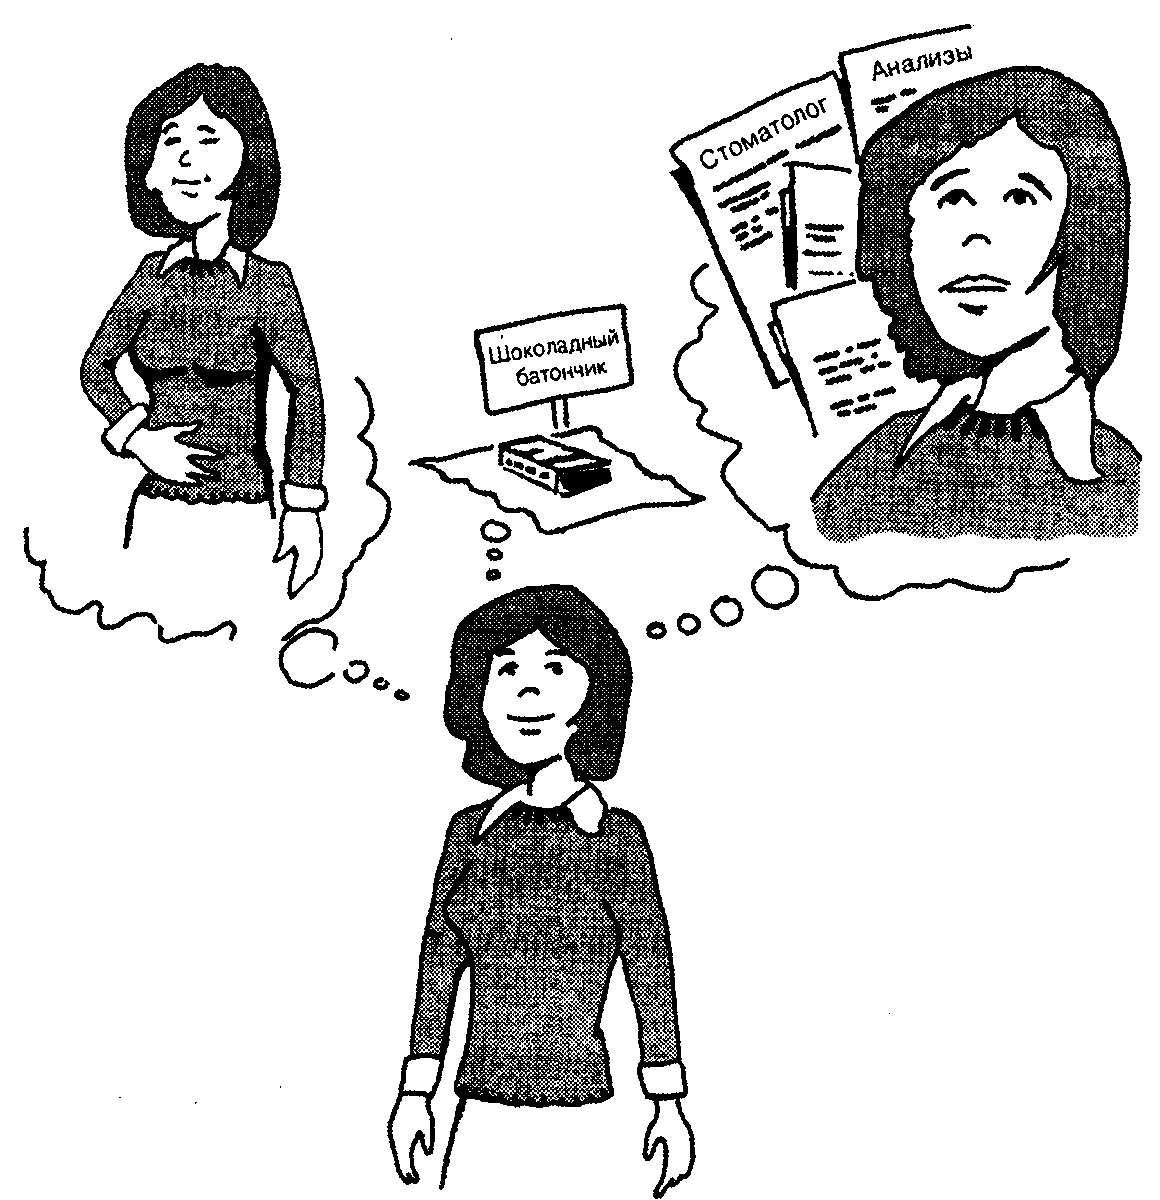 Анализы
Стоматолог
Шоколадный
батончик